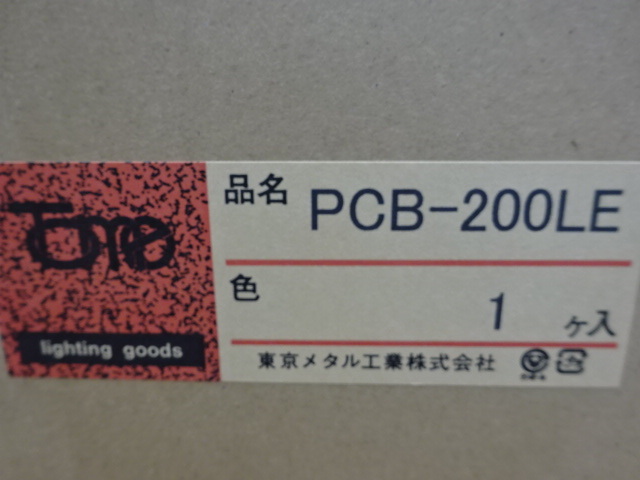 Tome
lighting goods
品名 PCB-200LE
色
1 ヶ入
東京メタル工業株式会社